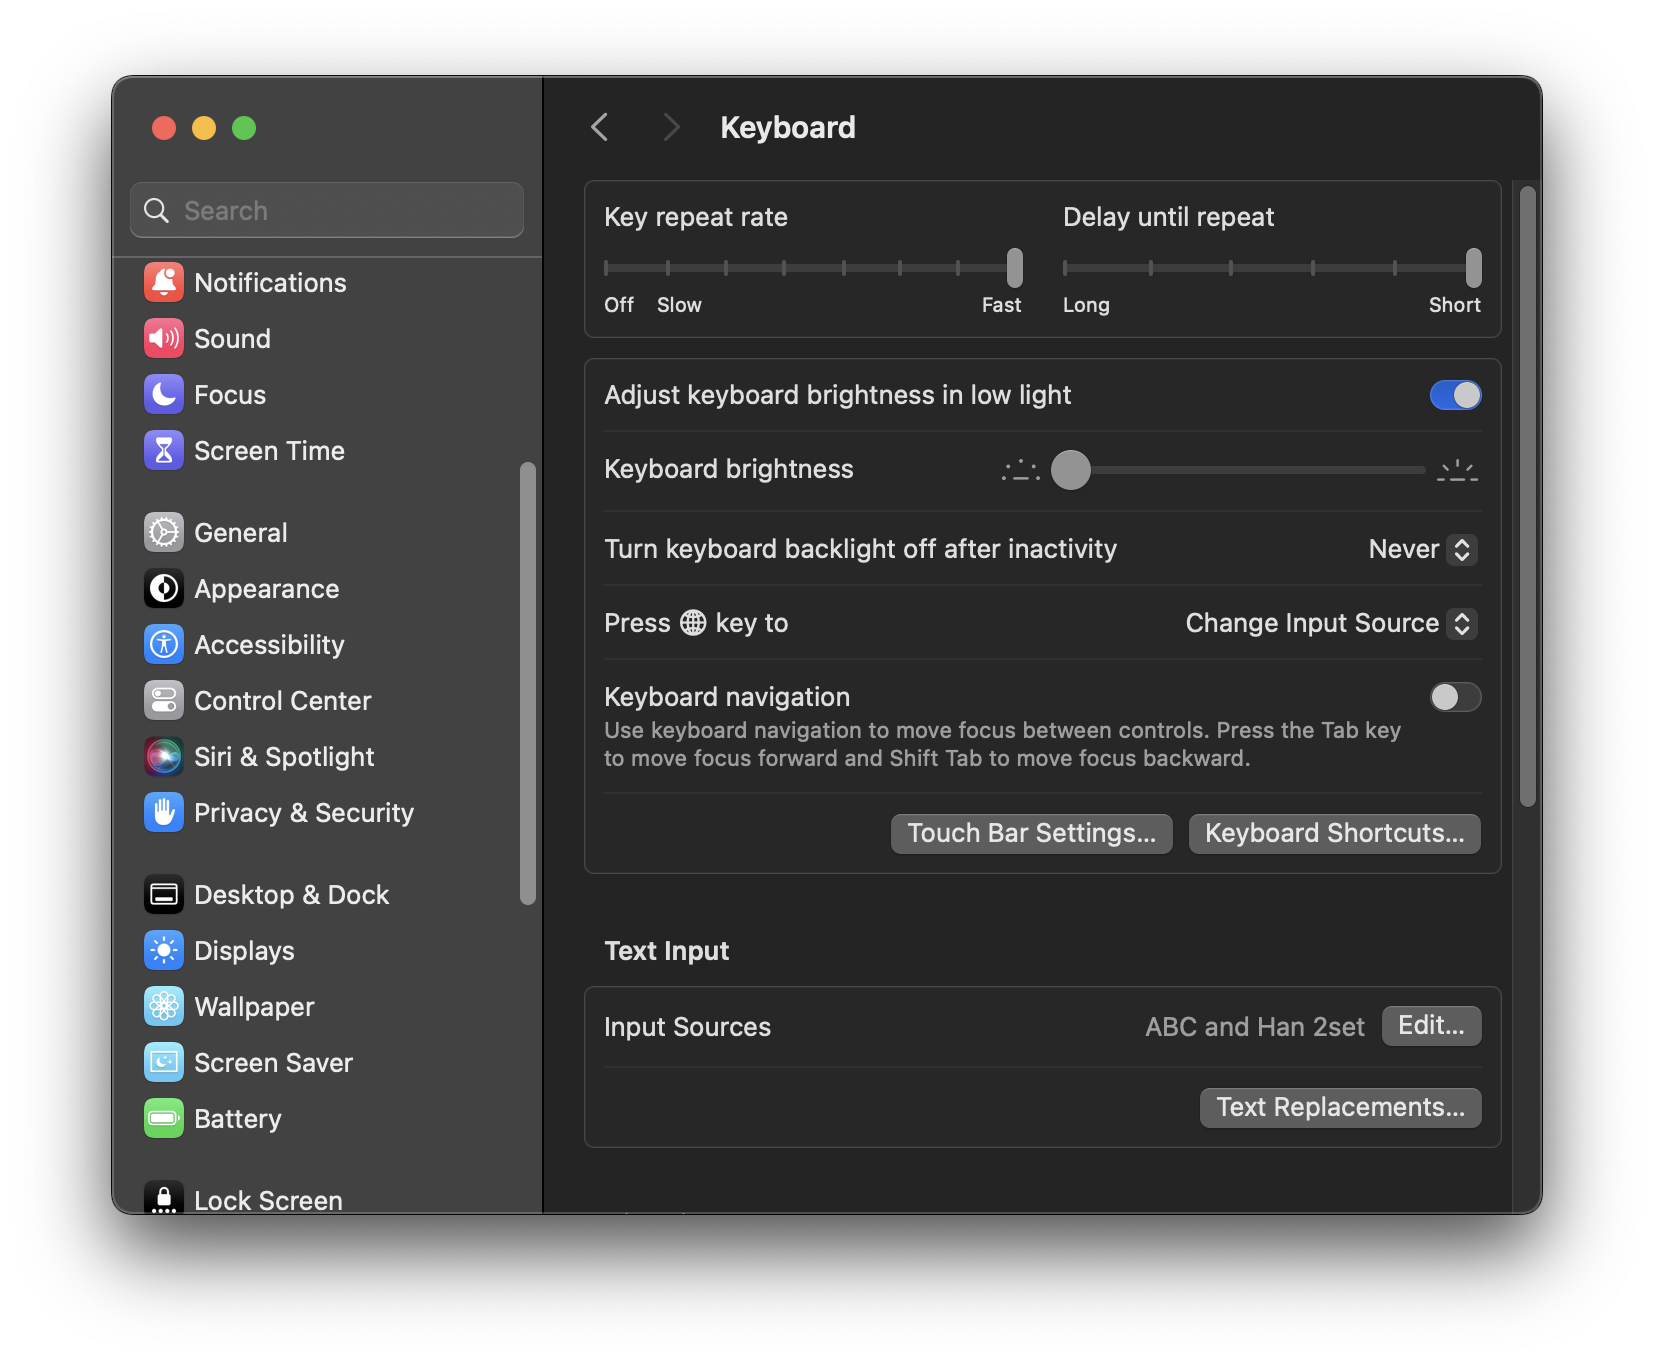 Keyboard
Search
Notifications
Sound
Focus
Screen Time
General
Appearance
Accessibility
Control Center
Siri & Spotlight
Privacy & Security
Desktop & Dock
Displays
Wallpaper
Screen Saver
Battery
Lock Screen
Key repeat rate
Delay until repeat
Off Slow Fast
Long Short
Adjust keyboard brightness in low light
Keyboard brightness
Turn keyboard backlight off after inactivity Never
Press key to Change Input Source
Keyboard navigation
Use keyboard navigation to move focus between controls. Press the Tab key
to move focus forward and Shift Tab to move focus backward.
Touch Bar Settings... Keyboard Shortcuts...
Text Input
Input Sources ABC and Han 2set Edit...
Text Replacements...